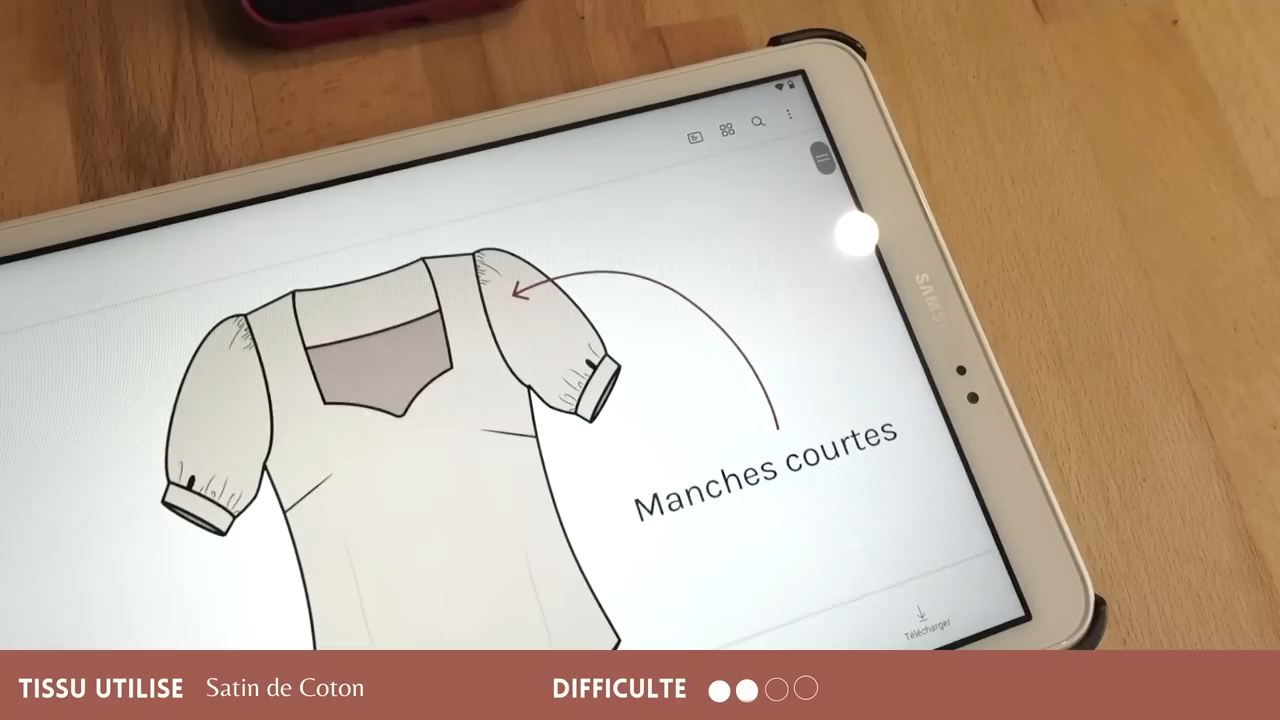 SAMS
Manches courtes
Télécharger
TISSU UTILISE Satin de Coton DIFFICULTE